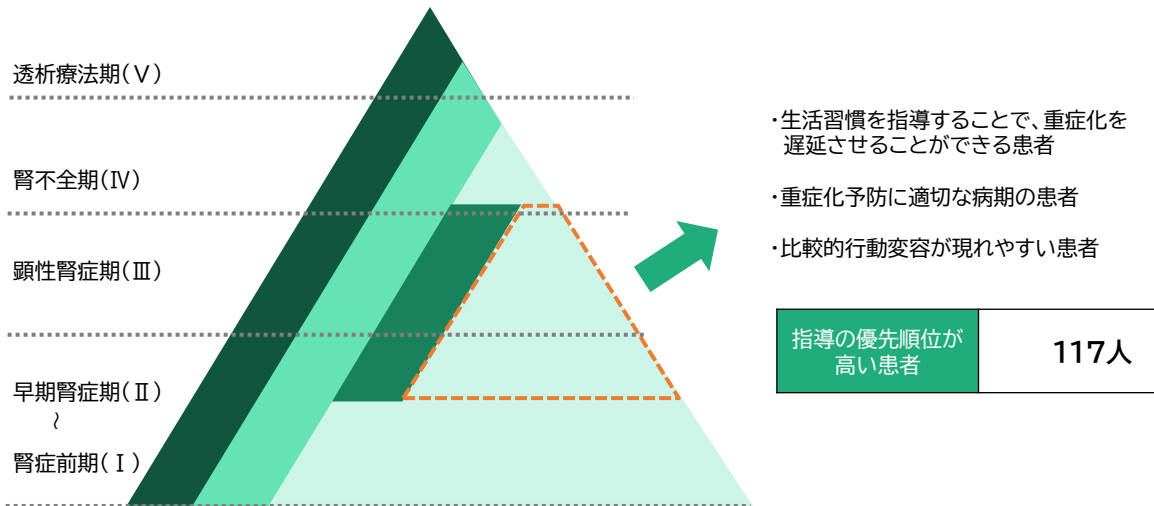 透析療法期(Ⅴ)
腎不全期(Ⅳ)
顕性腎症期(Ⅲ)
早期腎症期(Ⅱ)
～
腎症前期(Ⅰ)
・生活習慣を指導することで、重症化を
遅延させることができる患者
・重症化予防に適切な病期の患者
・比較的行動変容が現れやすい患者
指導の優先順位が
高い患者
117人